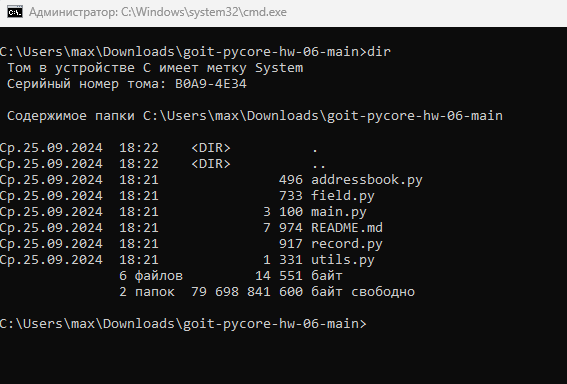 Администратор: C:\Windows\system32\cmd.exe
C:\Users\max\Downloads\goit-pycore-hw-06-main>dir
Том в устройстве C имеет метку System
Серийный номер тома: B0A9-4E34
Содержимое папки C:\Users\max\Downloads\goit-pycore-hw-06-main
Ср.25.09.2024  18:22    <DIR>          .
Ср.25.09.2024  18:22    <DIR>          ..
Ср.25.09.2024  18:21               496 addressbook.py
Ср.25.09.2024  18:21               733 field.py
Ср.25.09.2024  18:21             3 100 main.py
Ср.25.09.2024  18:21             7 974 README.md
Ср.25.09.2024  18:21               917 record.py
Ср.25.09.2024  18:21             1 331 utils.py
6 файлов         14 551 байт
2 папок  79 698 841 600 байт свободно
C:\Users\max\Downloads\goit-pycore-hw-06-main>